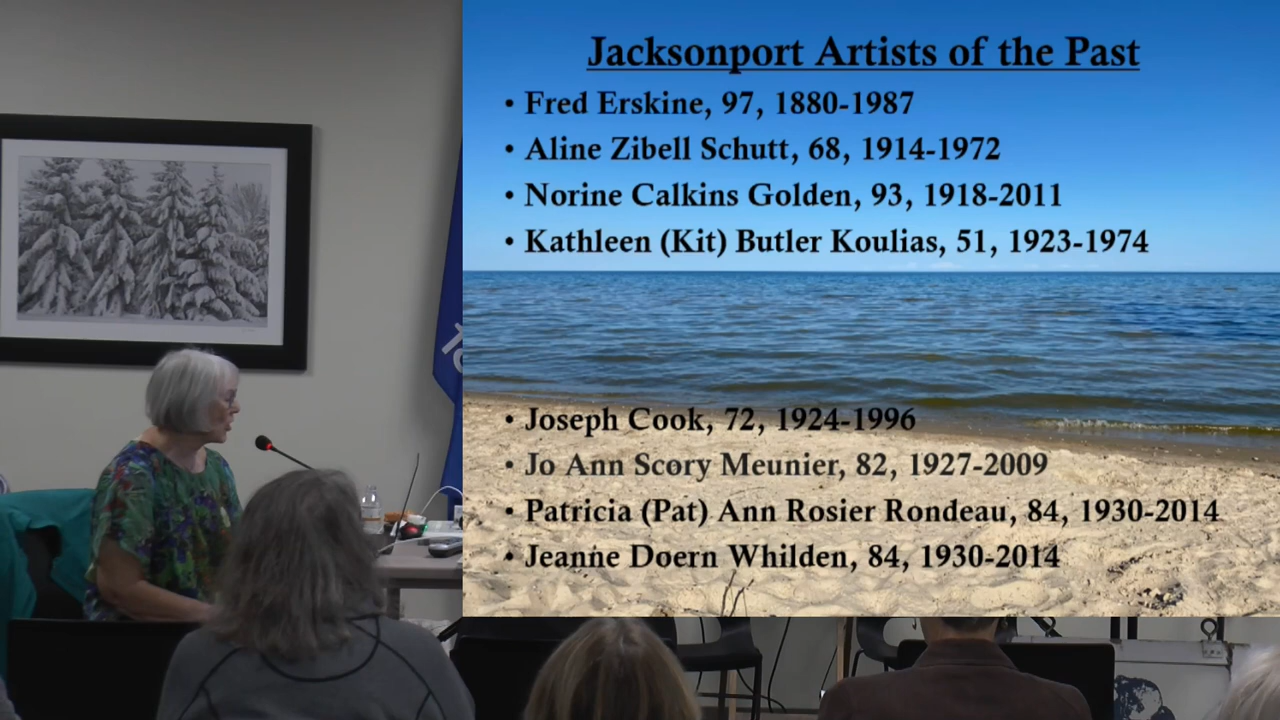 Jacksonport Artists of the Past
• Fred Erskine, 97, 1880-1987
• Aline Zibell Schutt, 68, 1914-1972
• Norine Calkins Golden, 93, 1918-2011
• Kathleen (Kit) Butler Koulias, 51, 1923-1974
• Joseph Cook, 72, 1924-1996
• Jo Ann Scory Meunier, 82, 1927-2009
• Patricia (Pat) Ann Rosier Rondeau, 84, 1930-2014
• Jeanne Doern Whilden, 84, 1930-2014